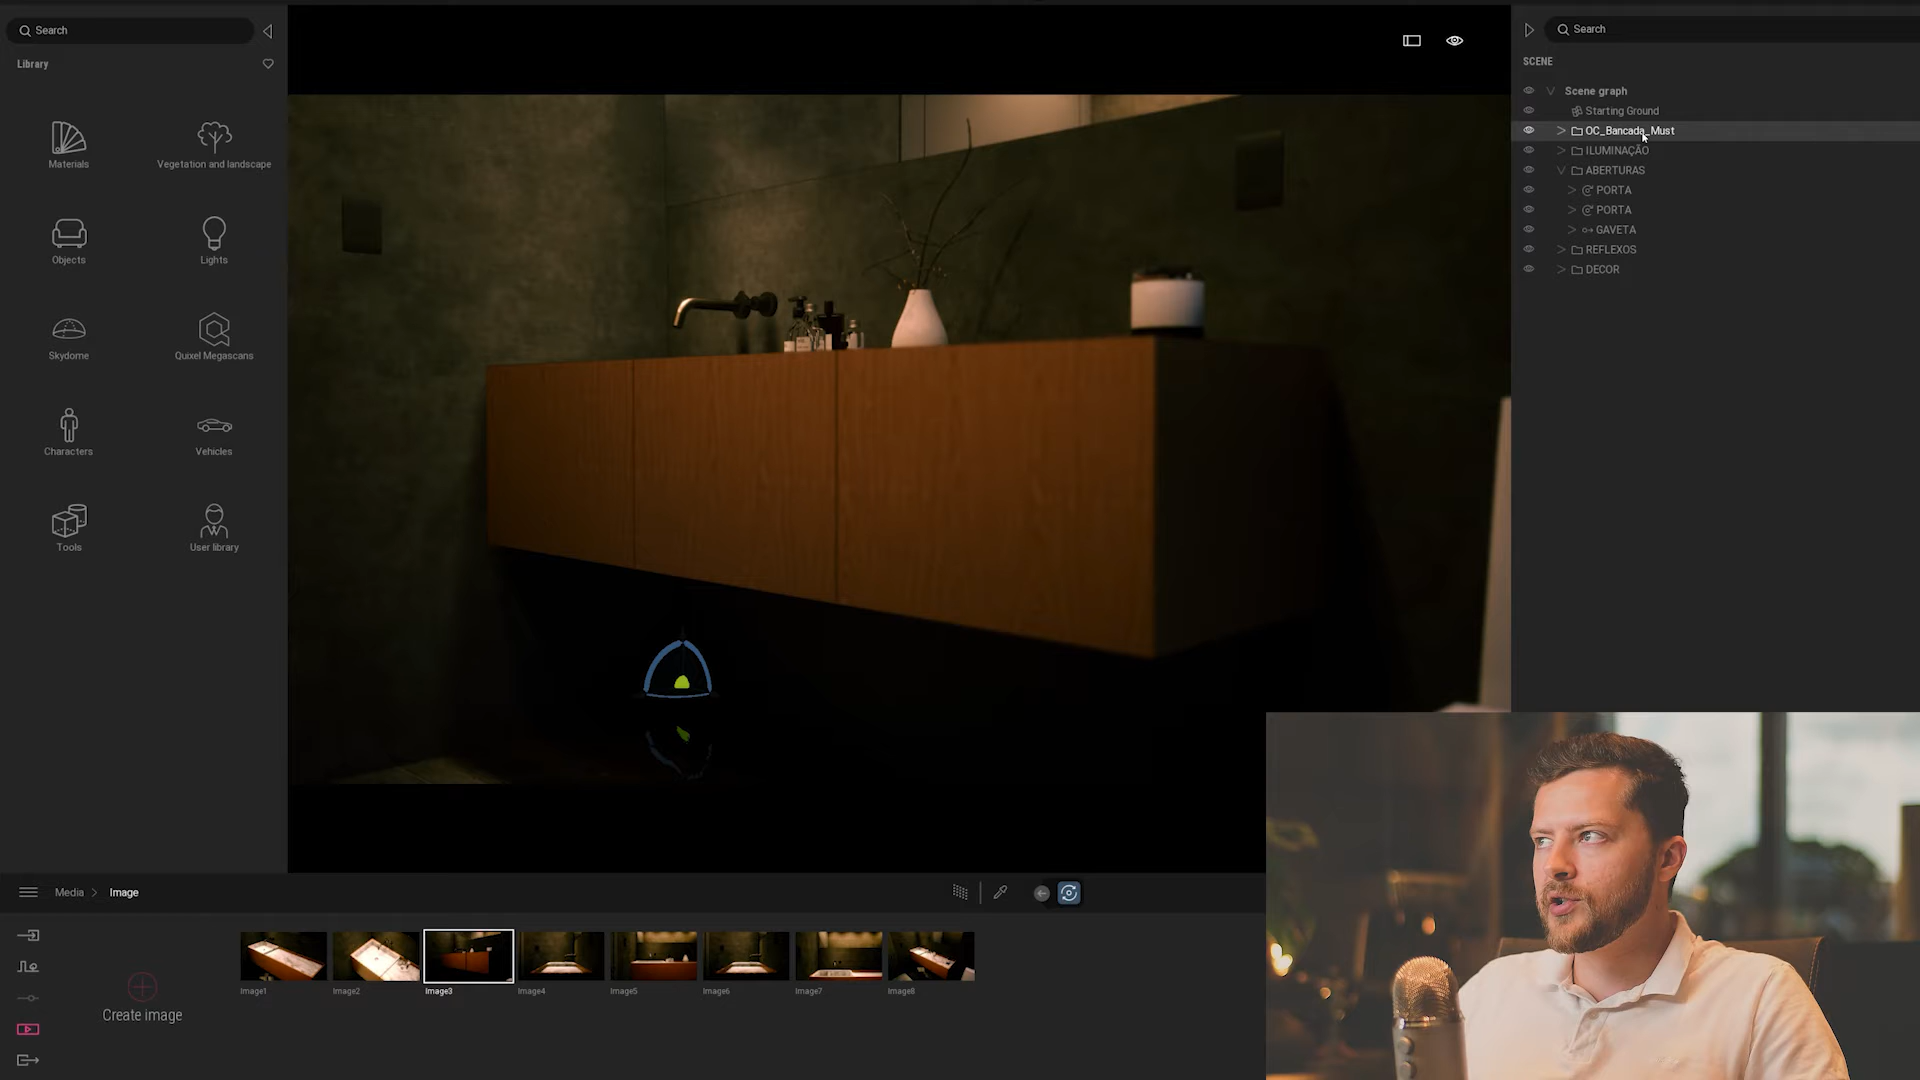 Search
Library
Materials
Vegetation and landscape
Objects
Lights
Skydome
Quixel Megascans
Characters
Vehicles
Tools
User library
Search
SCENE
Scene graph
Starting Ground
OC_Bancada_Must
ILUMINAÇÃO
ABERTURAS
PORTA
PORTA
GAVETA
REFLEXOS
DECOR
Media
Image
Create image
Image1
Image2
Image3
Image4
Image5
Image6
Image7
Image8